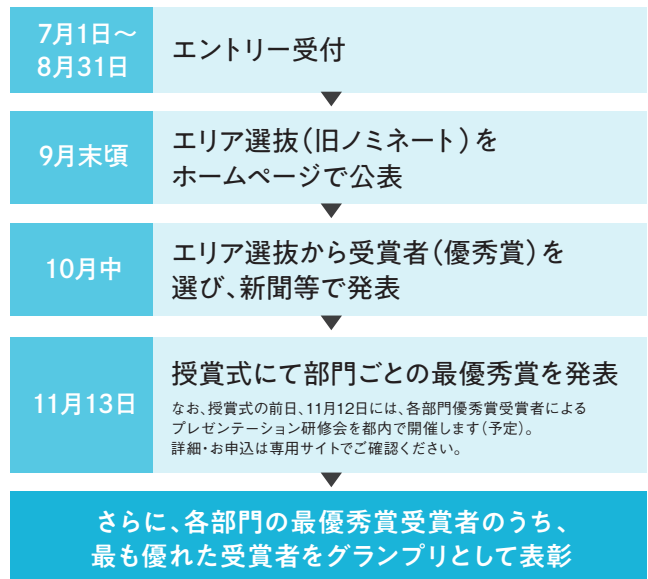 7月1日〜
8月31日
エントリー受付
9月末頃
エリア選抜（旧ノミネート）を
ホームページで公表
10月中
エリア選抜から受賞者（優秀賞）を
選び、新聞等で発表
11月13日
授賞式にて部門ごとの最優秀賞を発表
なお、授賞式の前日、11月12日には、各部門優秀賞受賞者による
プレゼンテーション研修会を都内で開催します（予定）。
詳細・お申込は専用サイトでご確認ください。
さらに、各部門の最優秀賞受賞者のうち、
最も優れた受賞者をグランプリとして表彰